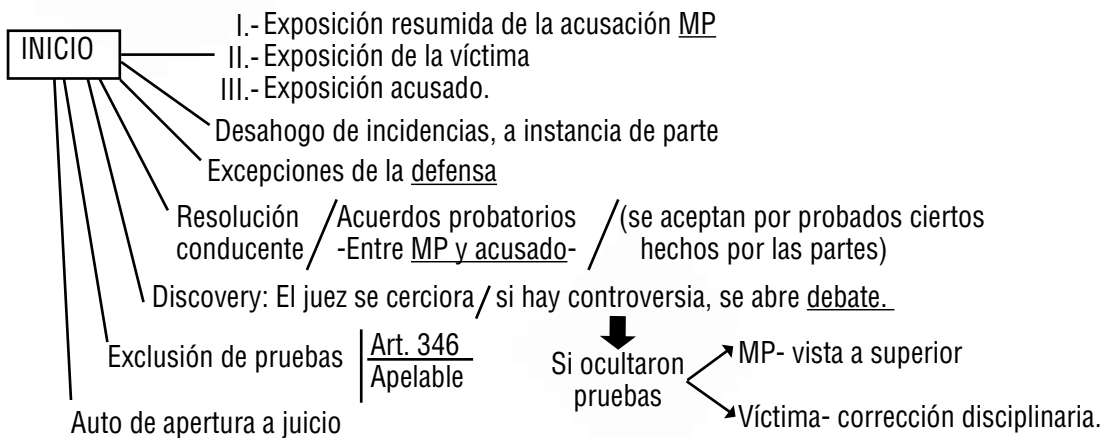 INICIO
I.- Exposición resumida de la acusación MP
II.- Exposición de la víctima
III.- Exposición acusado.
Desahogo de incidencias, a instancia de parte
Excepciones de la defensa
Resolución conducente / Acuerdos probatorios -Entre MP y acusado- / (se aceptan por probados ciertos hechos por las partes)
Discovery: El juez se cerciora / si hay controversia, se abre debate.
Exclusión de pruebas
Art. 346
Apelable
Si ocultaron
pruebas
MP- vista a superior
Víctima- corrección disciplinaria.
Auto de apertura a juicio